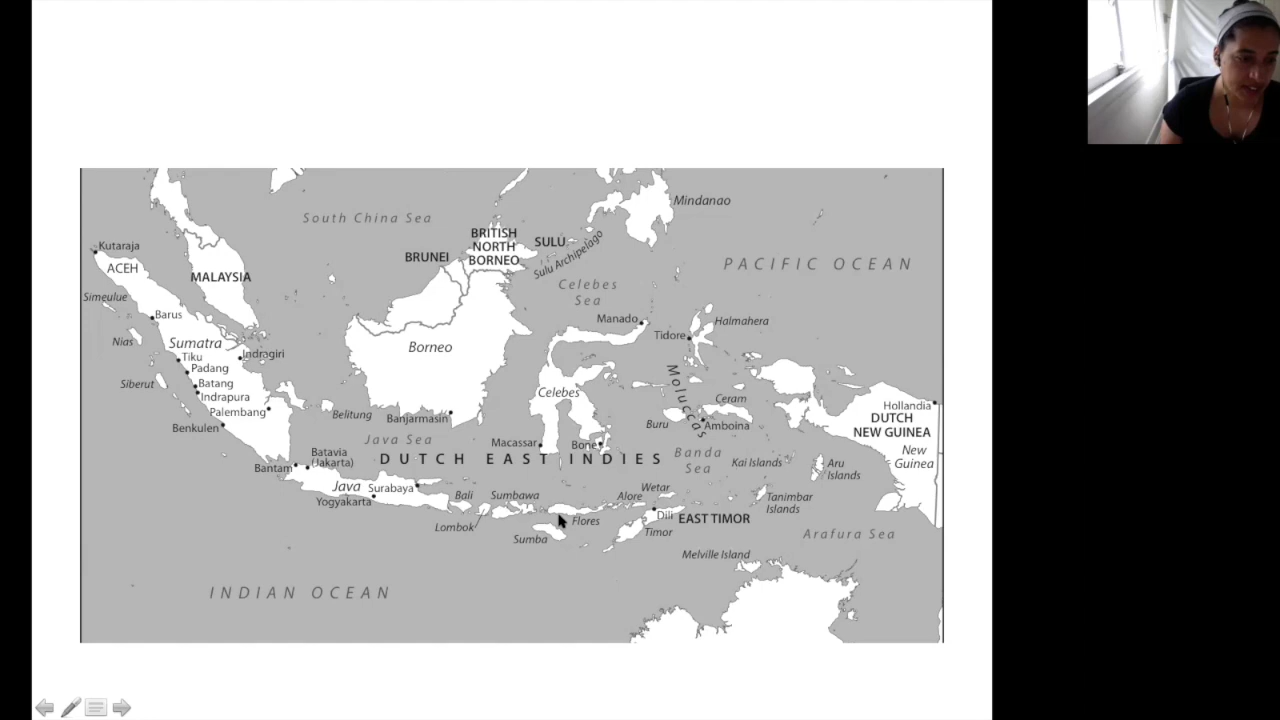 South China Sea
Mindanao
Kutaraja
ACEH
MALAYSIA
BRUNEI
BRITISH
NORTH
BORNEO
SULU
Sulu Archipelago
PACIFIC OCEAN
Simeulue
Barus
Celebes
Sea
Nias
Sumatra
Manado
Halmahera
Tidore
Indragiri
Tiku
Padang
Borneo
Siberut
Batang
Indrapura
Palembang
Benkulen
Belitung
Banjarmasin
Celebes
Moluccas
Ceram
Buru
Amboina
Hollandia
DUTCH
NEW GUINEA
New
Guinea
Java Sea
Macassar
Bone
DUTCH EAST INDIES
Banda
Sea
Kai Islands
Aru
Islands
Batavia
(Jakarta)
Bantam
Java
Surabaya
Yogyakarta
Bali
Sumbawa
Lombok
Flores
Sumba
Alore
Wetar
Dili
EAST TIMOR
Timor
Tanimbar
Islands
Arafura Sea
Melville Island
INDIAN OCEAN